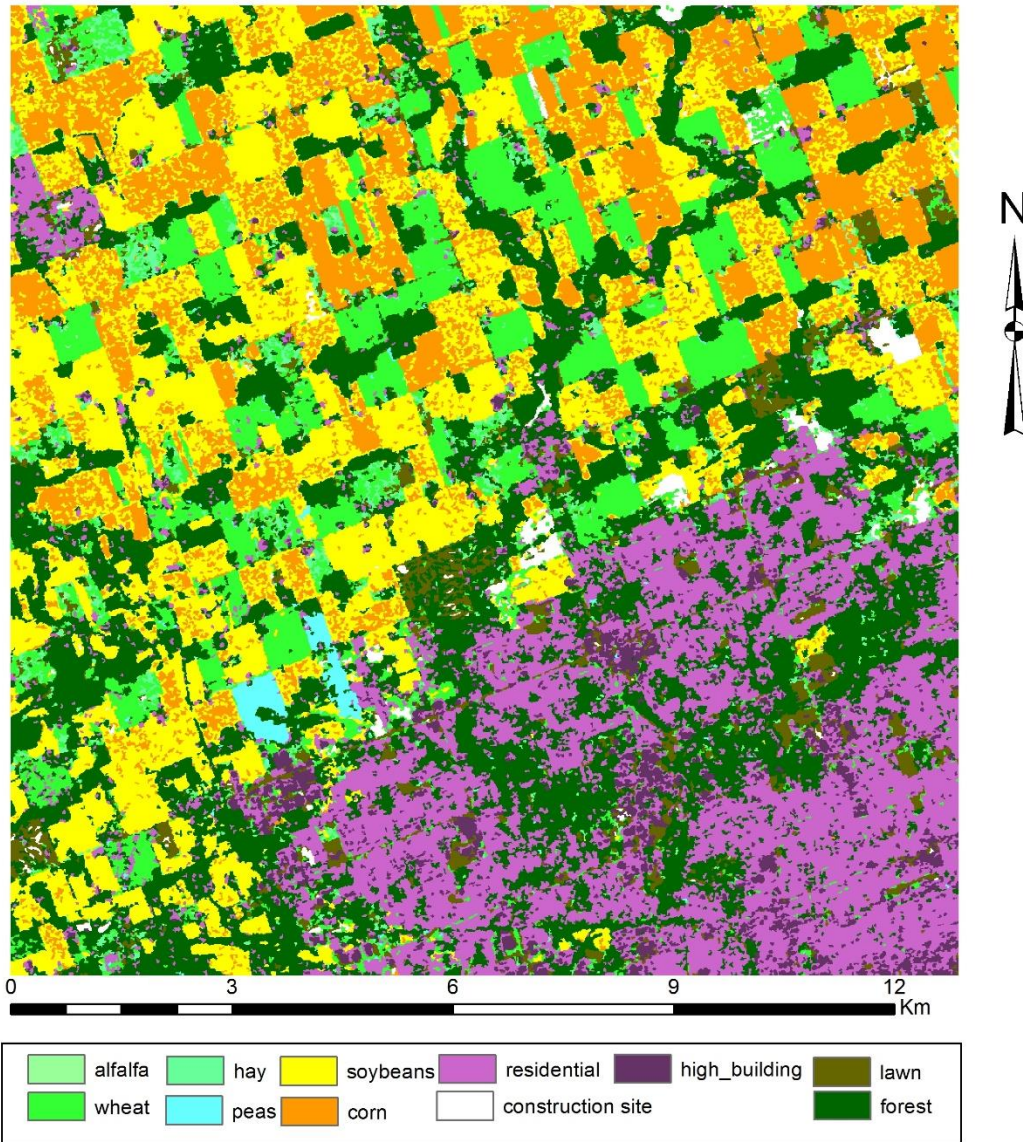 N
0 3 6 9 12
Km
alfalfa hay soybeans residential high_building lawn
wheat peas corn construction site forest